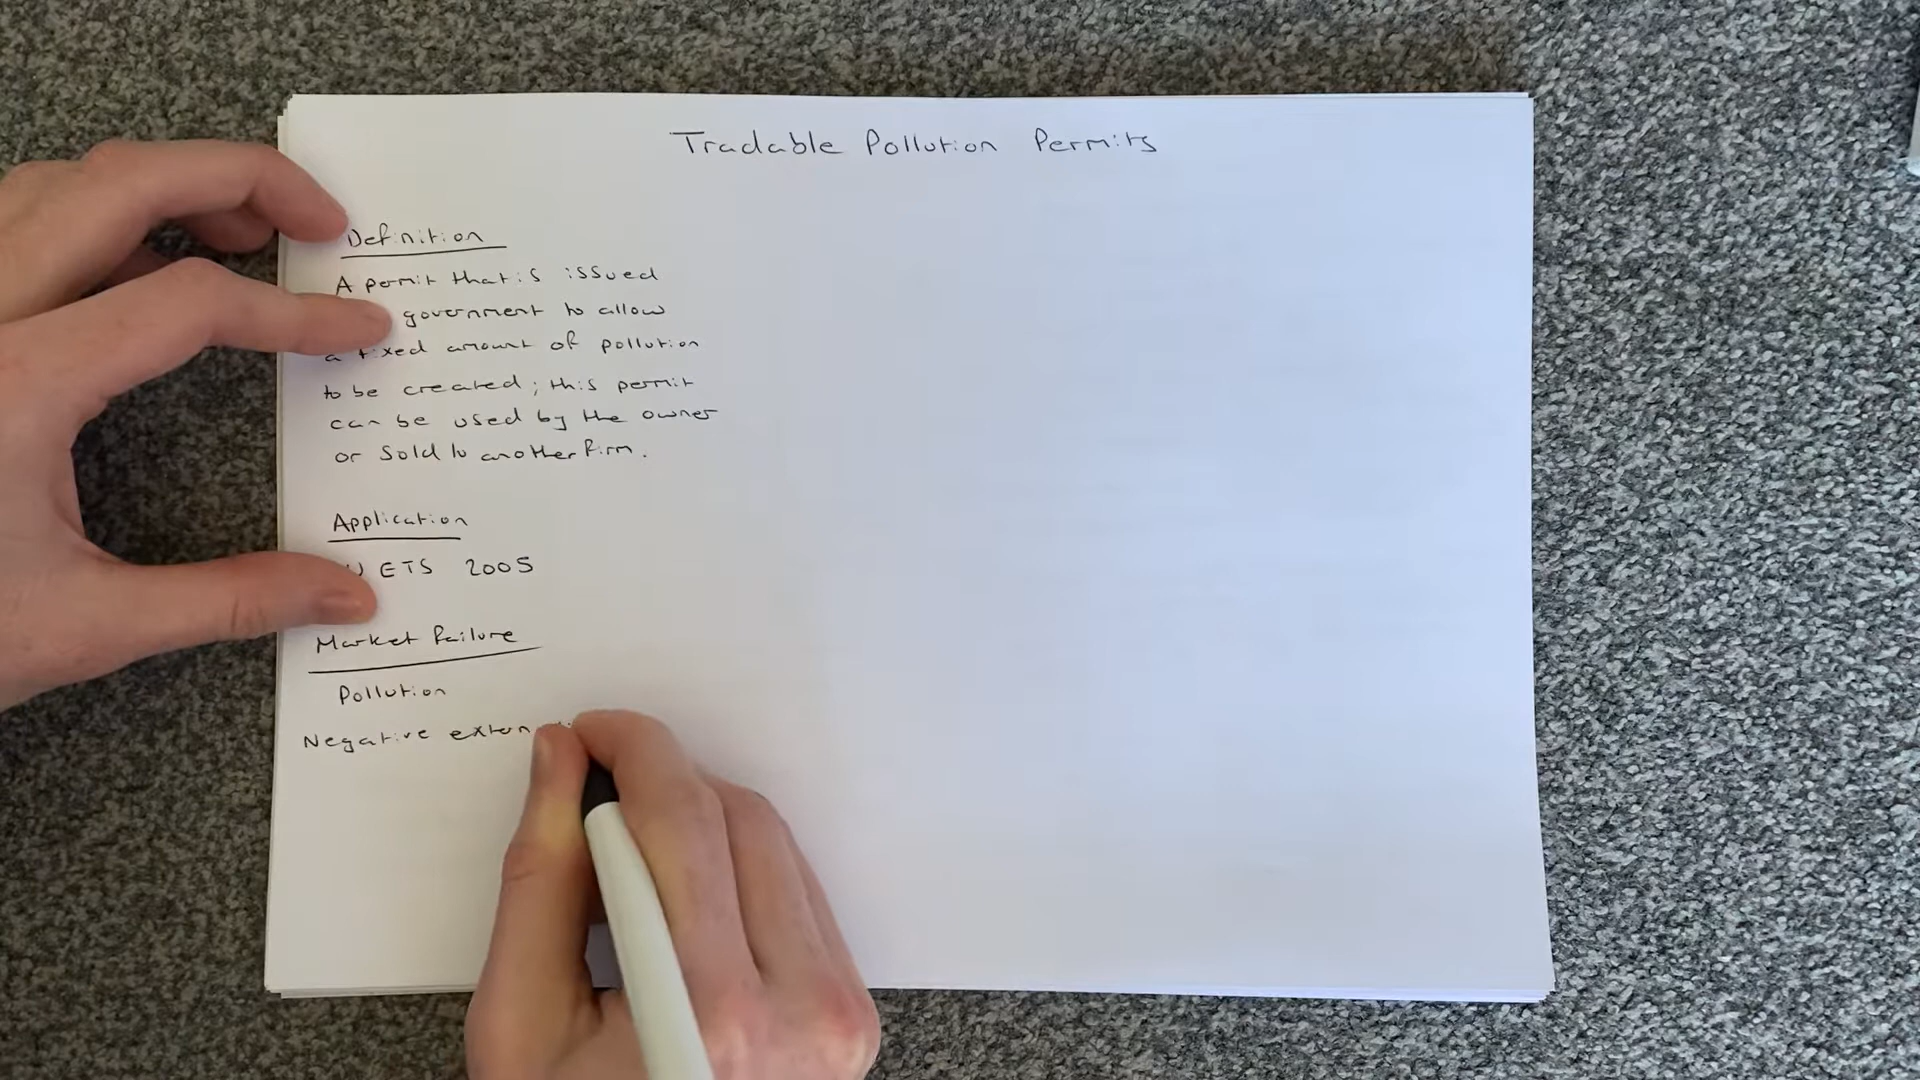 Tradable Pollution Permits
Definition
A permit that is issued
government to allow
a fixed amount of pollution
to be created; this permit
can be used by the owner
or sold to another firm.
Application
ETS 2005
Market Failure
Pollution
Negative